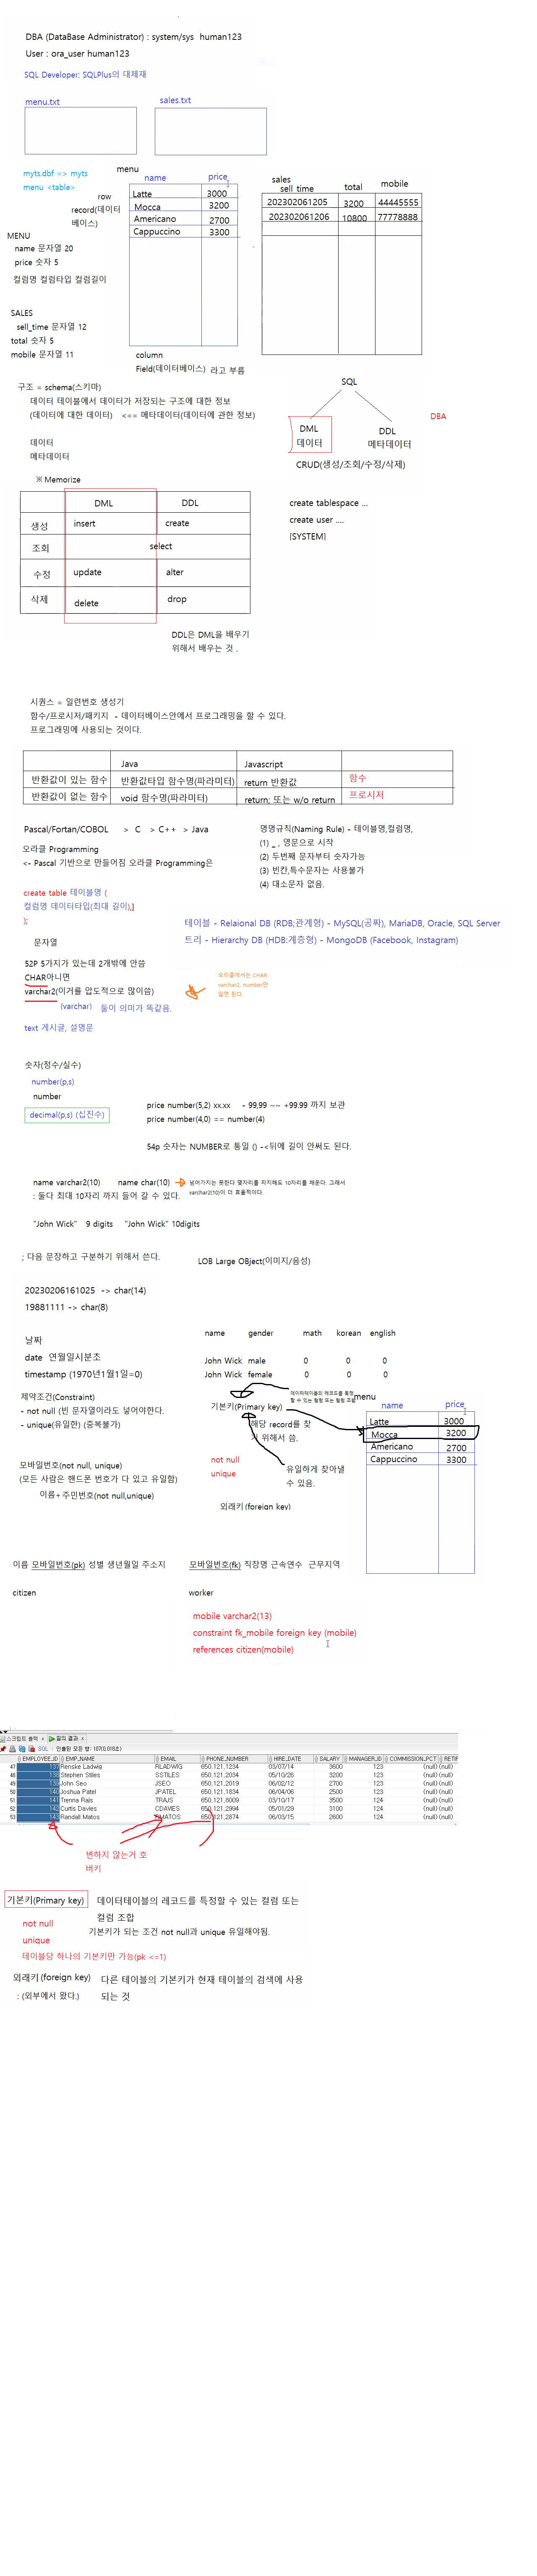 DBA (DataBase Administrator) : system/sys human123
User : ora_user human123
SQL Developer: SQLPlus의 대체재
menu.txt
sales.txt
myts.dbf => myts
menu <table>
row
record(데이터
베이스)
menu
name price
Latte 3000
Mocca 3200
Americano 2700
Cappuccino 3300
sales
sell_time total mobile
202302061205 3200 44445555
202302061206 10800 77778888
MENU
name 문자열 20
price 숫자 5
컬럼명 컬럼타입 컬럼길이
SALES
sell_time 문자열 12
total 숫자 5
mobile 문자열 11
column
Field(데이터베이스) 라고 부름
구조 = schema(스키마)
데이터 테이블에서 데이터가 저장되는 구조에 대한 정보
(데이터에 대한 데이터) <== 메타데이터(데이터에 관한 정보)
데이터
메타데이터
SQL
DML
데이터
DDL
메타데이터
DBA
CRUD(생성/조회/수정/삭제)
※ Memorize
DML DDL
생성 insert create
조회 select
수정 update alter
삭제 delete drop
create tablespace ...
create user ....
[SYSTEM]
DDL은 DML을 배우기
위해서 배우는 것 .
시퀀스 = 일련번호 생성기
함수/프로시저/패키지 - 데이터베이스안에서 프로그래밍을 할 수 있다.
프로그래밍에 사용되는 것이다.
Java Javascript
반환값이 있는 함수 반환값타입 함수명(파라미터) return 반환값 함수
반환값이 없는 함수 void 함수명(파라미터) return; 또는 w/o return 프로시저
Pascal/Fortan/COBOL > C > C++ > Java
오라클 Programming
<- Pascal 기반으로 만들어짐 오라클 Programming은
명명규칙(Naming Rule) - 테이블명,컬럼명,
(1) _ , 영문으로 시작
(2) 두번째 문자부터 숫자가능
(3) 빈칸,특수문자는 사용불가
(4) 대소문자 없음.
create table 테이블명 (
컬럼명 데이터타입(최대 길이),]
);
테이블 - Relaional DB (RDB;관계형) - MySQL(공짜), MariaDB, Oracle, SQL Server
트리 - Hierarchy DB (HDB:계층형) - MongoDB (Facebook, Instagram)
문자열
52P 5가지가 있는데 2개밖에 안씀
CHAR아니면
varchar2(이거를 압도적으로 많이씀)
(varchar) 둘이 의미가 똑같음.
오라클에서는 CHAR
varchar2, number만
알면 된다
text 게시글, 설명문
숫자(정수/실수)
number(p,s)
number
decimal(p,s) (십진수)
price number(5,2) xx.xx - 99,99 ~~ +99.99 까지 보관
price number(4,0) == number(4)
54p 숫자는 NUMBER로 통일 () -<뒤에 길이 안써도 된다.
name varchar2(10) name char(10)
: 둘다 최대 10자리 까지 들어 갈 수 있다.
넘어가지는 못한다 몇자리를 차지해도 10자리를 채운다. 그래서
varchar2(10)이 더 효율적이다.
"John Wick" 9 digits "John Wick" 10digits
; 다음 문장하고 구분하기 위해서 쓴다.
LOB Large OBject(이미지/음성)
20230206161025 -> char(14)
19881111 -> char(8)
날짜
date 연월일시분초
timestamp (1970년1월1일=0)
name gender math korean english
John Wick male 0 0 0
John Wick female 0 0 0
제약조건(Constraint)
- not null (빈 문자열이라도 넣어야한다.
- unique(유일한) (중복불가)
기본키(Primary key)
데이터테이블의 레코드를 특정
할 수 있는 컬럼 또는 컬럼 조합
해당 record를 찾
기 위해서 씀.
not null
unique
유일하게 찾아낼
수 있음.
외래키 (foreign key)
menu
name price
Latte 3000
Mocca 3200
Americano 2700
Cappuccino 3300
모바일번호(not null, unique)
(모든 사람은 핸드폰 번호가 다 있고 유일함)
이름+ 주민번호(not null,unique)
이름 모바일번호(pk) 성별 생년월일 주소지
citizen
모바일번호(fk) 직장명 근속연수 근무지역
worker
mobile varchar2(13)
constraint fk_mobile foreign key (mobile)
references citizen(mobile)
스크립트 출력 × 질의 결과 ×
SQL | 인출된 모든 행: 107(0.018초)
EMPLOYEE_ID EMP_NAME EMAIL PHONE_NUMBER HIRE_DATE SALARY MANAGER_ID COMMISSION_PCT RETIF
47 137 Renske Ladwig RLADWIG 650.121.1234 03/07/14 3600 123 (null) (null)
48 138 Stephen Stiles SSTILES 650.121.2034 05/10/26 3200 123 (null) (null)
49 139 John Seo JSEO 650.121.2019 06/02/12 2700 123 (null) (null)
50 140 Joshua Patel JPATEL 650.121.1834 06/04/06 2500 123 (null) (null)
51 141 Trenna Rajs TRAJS 650.121.8009 03/10/17 3500 124 (null) (null)
52 142 Curtis Davies CDAVIES 650.121.2994 05/01/29 3100 124 (null) (null)
53 143 Randall Matos RMATOS 650.121.2874 06/03/15 2600 124 (null) (null)
변하지 않는거 호
버키
기본키(Primary key) 데이터테이블의 레코드를 특정할 수 있는 컬럼 또는
컬럼 조합
not null
unique
기본키가 되는 조건 not null과 unique 유일해야됨.
테이블당 하나의 기본키만 가능(pk <=1)
외래키 (foreign key) 다른 테이블의 기본키가 현재 테이블의 검색에 사용
: (외부에서 왔다.) 되는 것